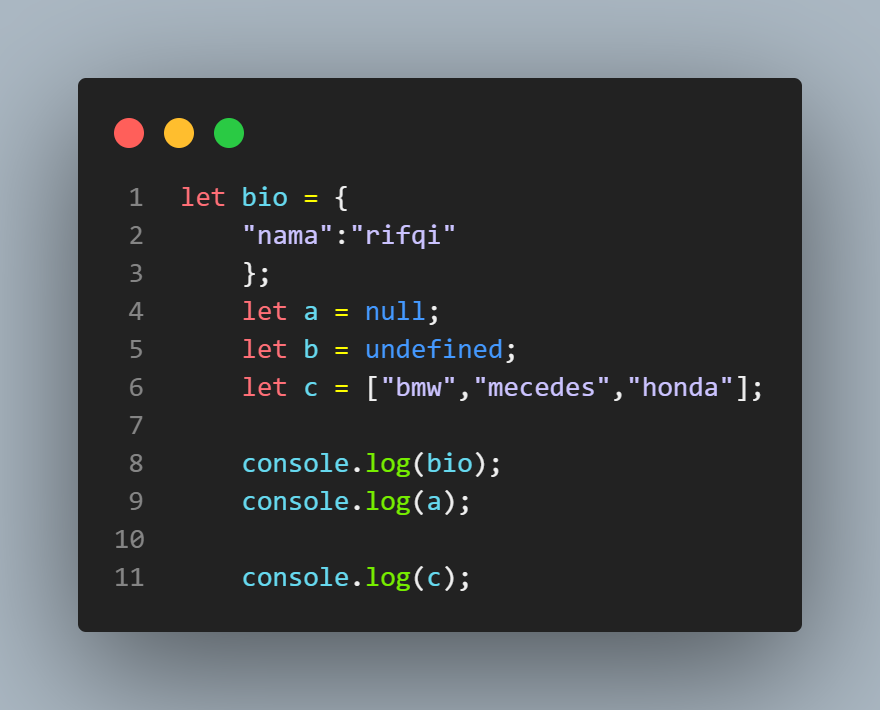 1 let bio = {
2 "nama":"rifqi"
3 };
4 let a = null;
5 let b = undefined;
6 let c = ["bmw","mecedes","honda"];
7
8 console.log(bio);
9 console.log(a);
10
11 console.log(c);